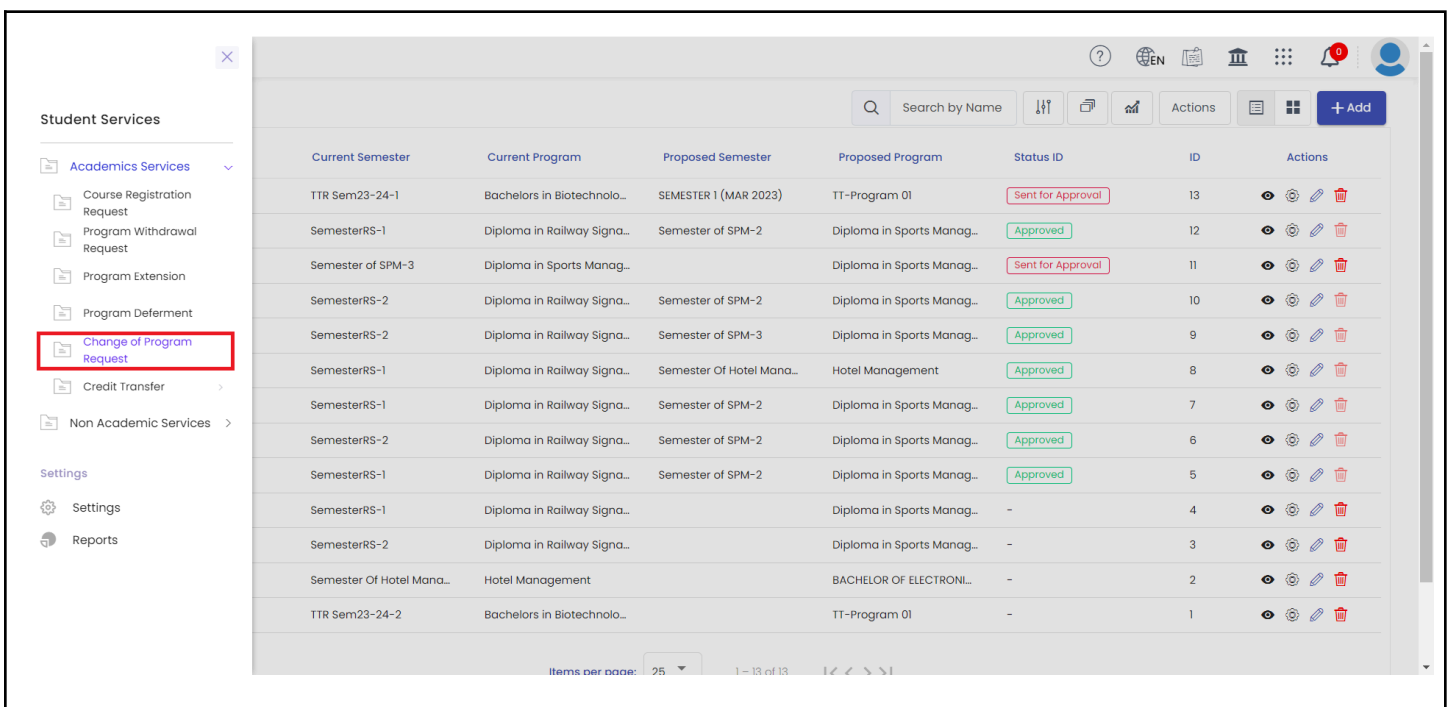 EN
0
Student Services
Search by Name
Actions
+ Add
Academics Services
Course Registration
Request
Program Withdrawal
Request
Program Extension
Program Deferment
Change of Program
Request
Credit Transfer
Non Academic Services
Settings
Settings
Reports
Current Semester Current Program Proposed Semester Proposed Program Status ID ID Actions
TTR Sem23-24-1 Bachelors in Biotechnolo... SEMESTER 1 (MAR 2023) TT-Program 01 Sent for Approval 13
SemesterRS-1 Diploma in Railway Signa... Semester of SPM-2 Diploma in Sports Manag... Approved 12
Semester of SPM-3 Diploma in Sports Manag... Diploma in Sports Manag... Sent for Approval 11
SemesterRS-2 Diploma in Railway Signa... Semester of SPM-2 Diploma in Sports Manag... Approved 10
SemesterRS-2 Diploma in Railway Signa... Semester of SPM-3 Diploma in Sports Manag... Approved 9
SemesterRS-1 Diploma in Railway Signa... Semester Of Hotel Mana... Hotel Management Approved 8
SemesterRS-1 Diploma in Railway Signa... Semester of SPM-2 Diploma in Sports Manag... Approved 7
SemesterRS-2 Diploma in Railway Signa... Semester of SPM-2 Diploma in Sports Manag... Approved 6
SemesterRS-1 Diploma in Railway Signa... Semester of SPM-2 Diploma in Sports Manag... Approved 5
SemesterRS-1 Diploma in Railway Signa... Diploma in Sports Manag... - 4
SemesterRS-2 Diploma in Railway Signa... Diploma in Sports Manag... - 3
Semester Of Hotel Mana... Hotel Management BACHELOR OF ELECTRONI... - 2
TTR Sem23-24-2 Bachelors in Biotechnolo... TT-Program 01 - 1
Items per page: 25 1 – 13 of 13